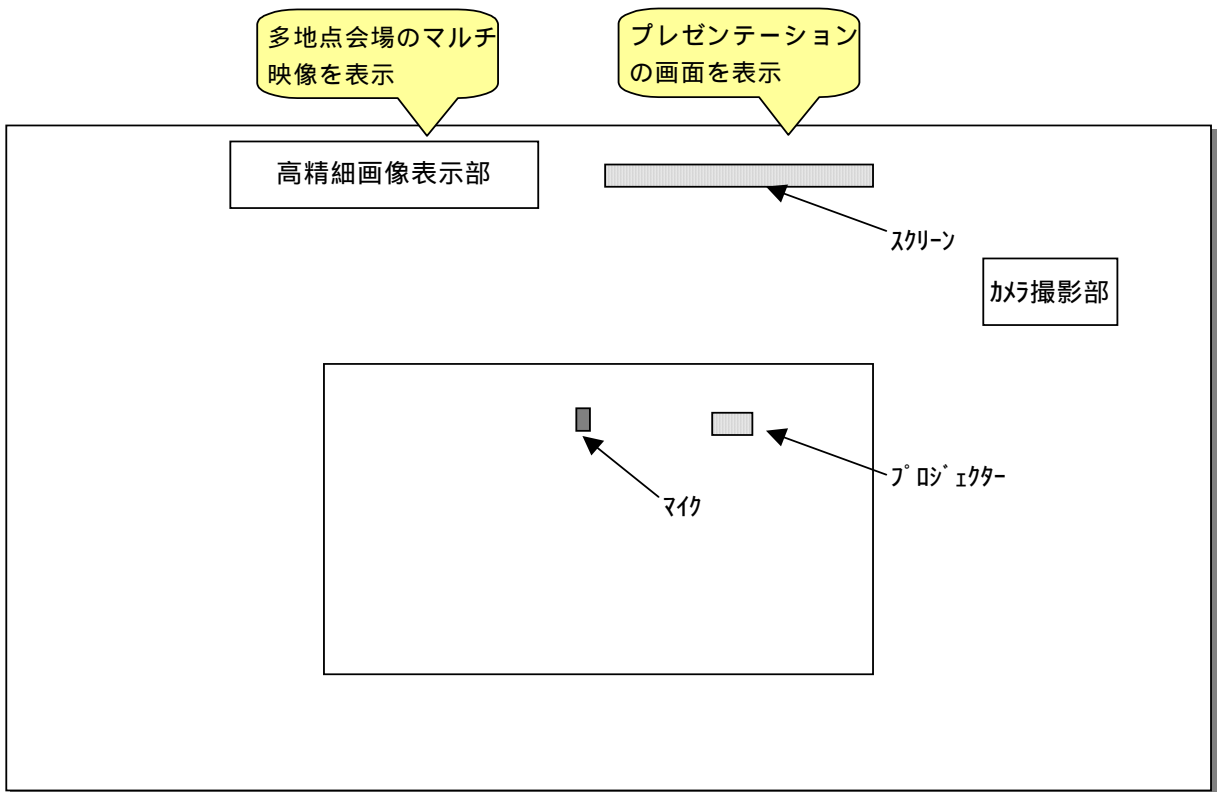 多地点会場のマルチ
映像を表示
プレゼンテーション
の画面を表示
高精細画像表示部
ｽｸﾘｰﾝ
ｶﾒﾗ撮影部
ﾌﾟﾛｼﾞｪｸﾀｰ
ﾏｲｸ